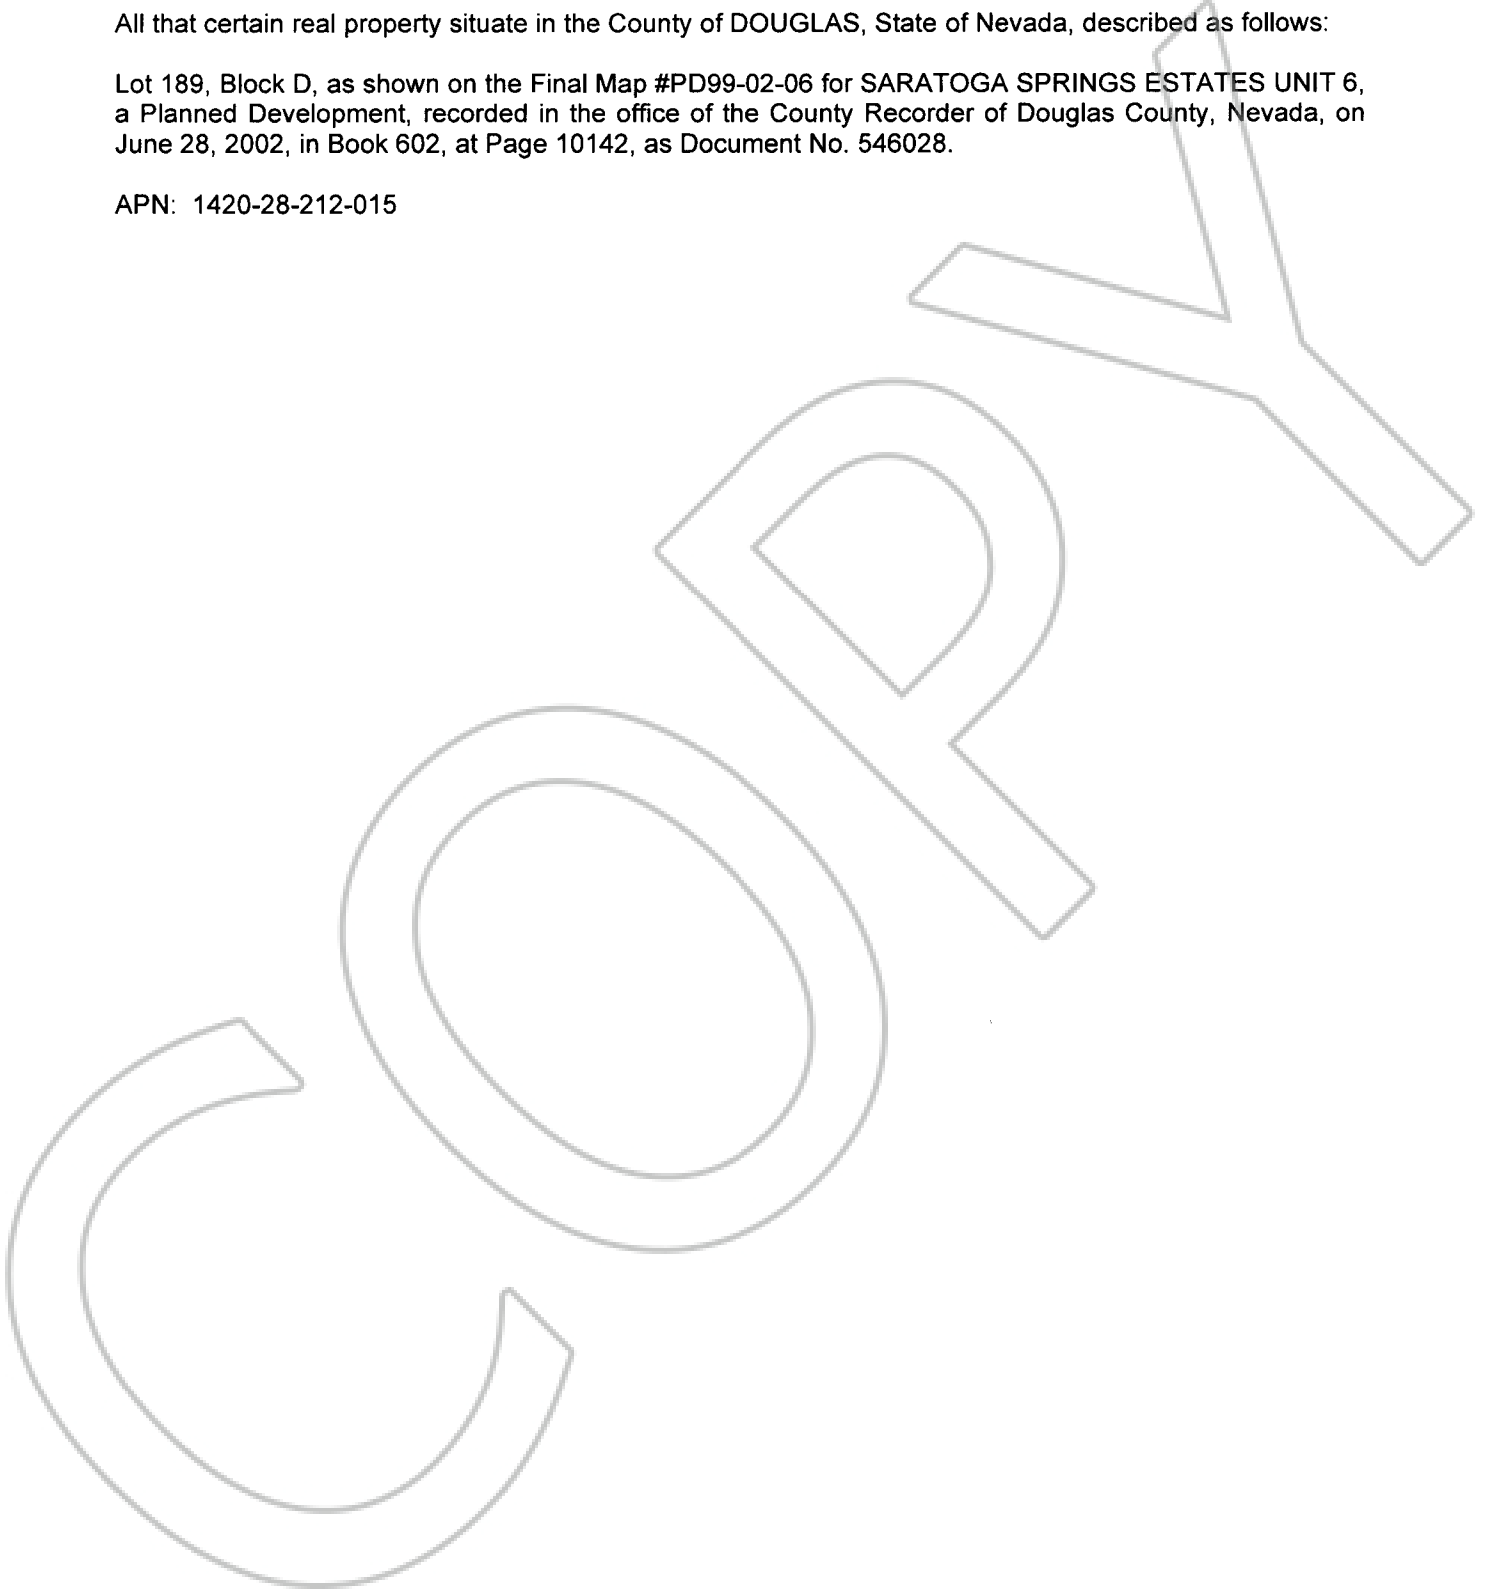 All that certain real property situate in the County of DOUGLAS, State of Nevada, described as follows:
Lot 189, Block D, as shown on the Final Map #PD99-02-06 for SARATOGA SPRINGS ESTATES UNIT 6,
a Planned Development, recorded in the office of the County Recorder of Douglas County, Nevada, on
June 28, 2002, in Book 602, at Page 10142, as Document No. 546028.
APN: 1420-28-212-015
COPY